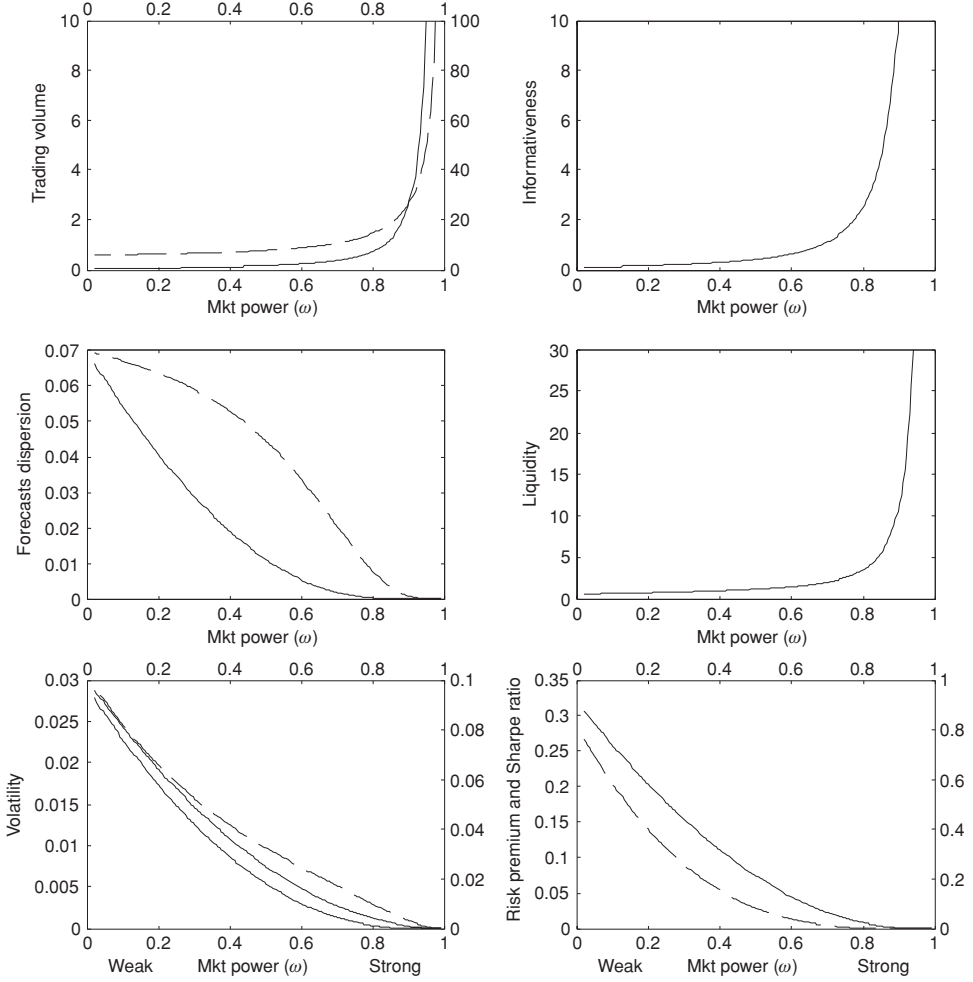 0 0.2 0.4 0.6 0.8 1
10 100
8 80
6 60
4 40
2 20
0 0
Trading volume
0 0.2 0.4 0.6 0.8 1
Mkt power (ω)
10
8
6
4
2
0
Informativeness
0 0.2 0.4 0.6 0.8 1
Mkt power (ω)
0.07
0.06
0.05
0.04
0.03
0.02
0.01
0
Forecasts dispersion
0 0.2 0.4 0.6 0.8 1
Mkt power (ω)
30
25
20
15
10
5
0
Liquidity
0 0.2 0.4 0.6 0.8 1
Mkt power (ω)
0 0.2 0.4 0.6 0.8 1
0.03 0.1
0.025 0.08
0.02 0.06
0.015 0.04
0.01 0.02
0.005 0
0
Volatility
0 0.2 0.4 0.6 0.8 1
Weak Mkt power (ω) Strong
0 0.2 0.4 0.6 0.8 1
0.35 1
0.3 0.8
0.25 0.6
0.2 0.4
0.15 0.2
0.1 0
0.05
0
Risk premium and Sharpe ratio
0 0.2 0.4 0.6 0.8 1
Weak Mkt power (ω) Strong